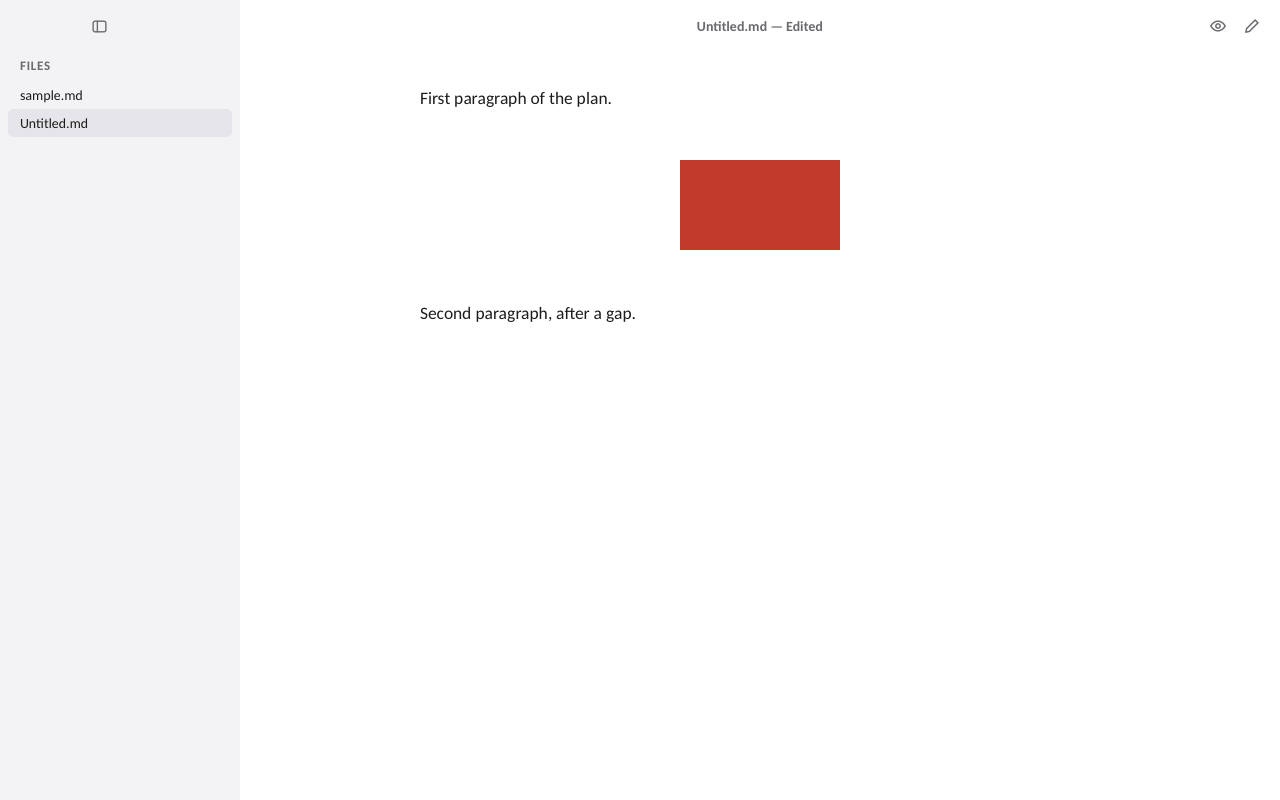 Untitled.md — Edited
FILES
sample.md
Untitled.md
First paragraph of the plan.
Second paragraph, after a gap.